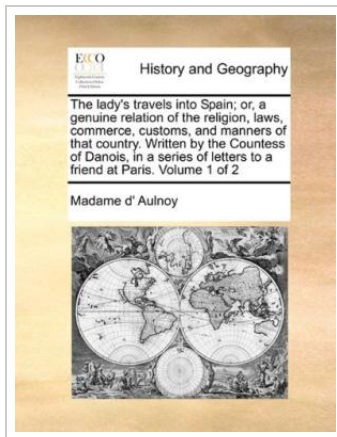 ECCO
History and Geography
The lady's travels into Spain; or, a
genuine relation of the religion, laws,
commerce, customs, and manners of
that country. Written by the Countess
of Danois, in a series of letters to a
friend at Paris. Volume 1 of 2
Madame d' Aulnoy